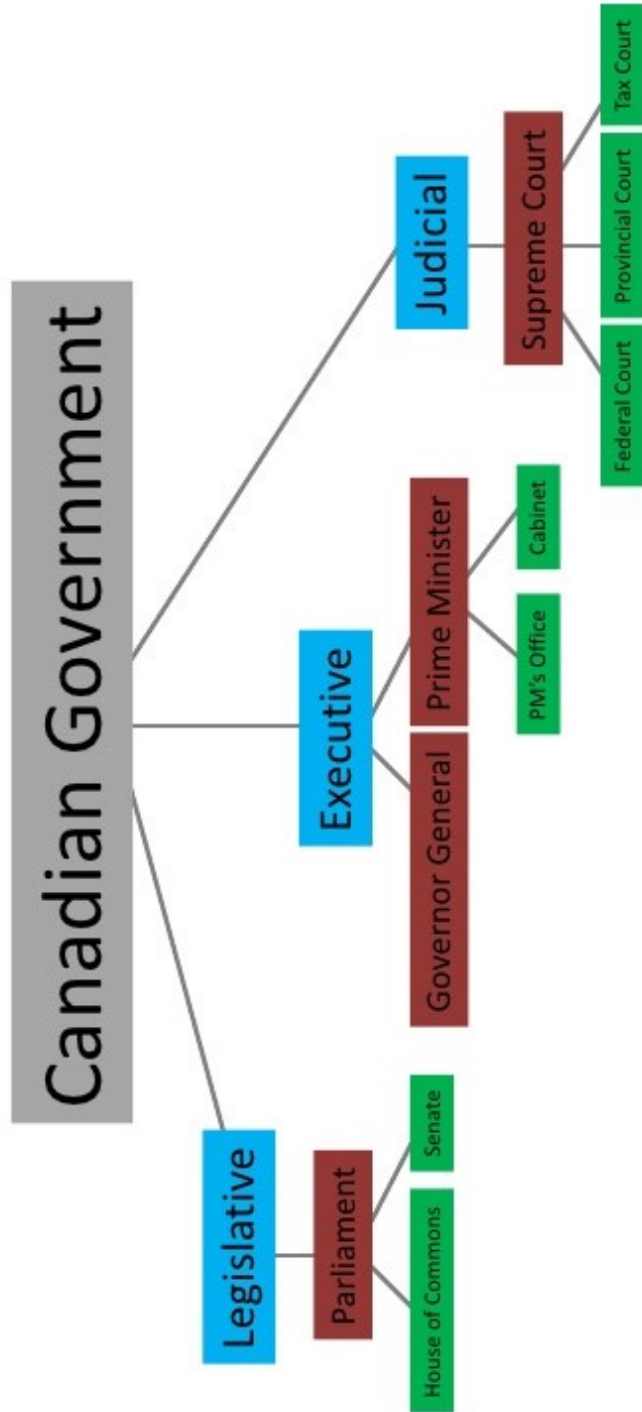 Canadian Government
Legislative
Executive
Judicial
Parliament
Governor General
Prime Minister
Supreme Court
House of Commons
Senate
PM's Office
Cabinet
Federal Court
Provincial Court
Tax Court